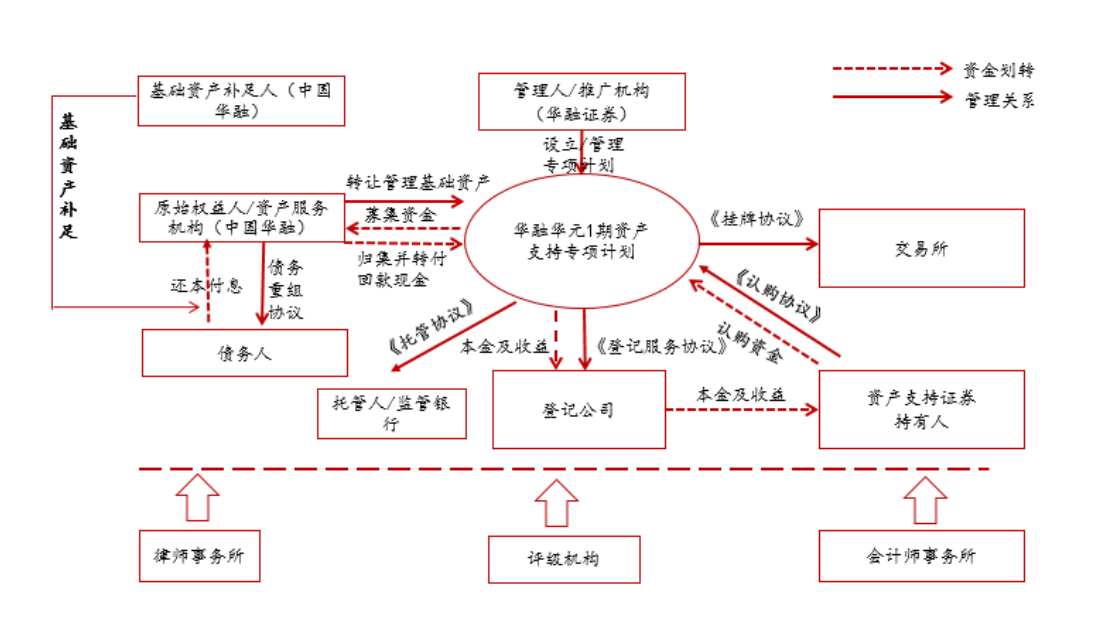 资金划转
管理关系
基础资产补足人（中国
华融）
管理人/推广机构
（华融证券）
基础资产补足
设立/管理
专项计划
转让管理基础资产
募集资金
归集并转付
回款现金
原始权益人/资产服务
机构（中国华融）
华融华元1期资产
支持专项计划
《挂牌协议》
交易所
还本付息
债务
重组
协议
《认购协议》
认购资金
债务人
《托管协议》
本金及收益
《登记服务协议》
托管人/监管银
行
登记公司
本金及收益
资产支持证券
持有人
律师事务所
评级机构
会计师事务所